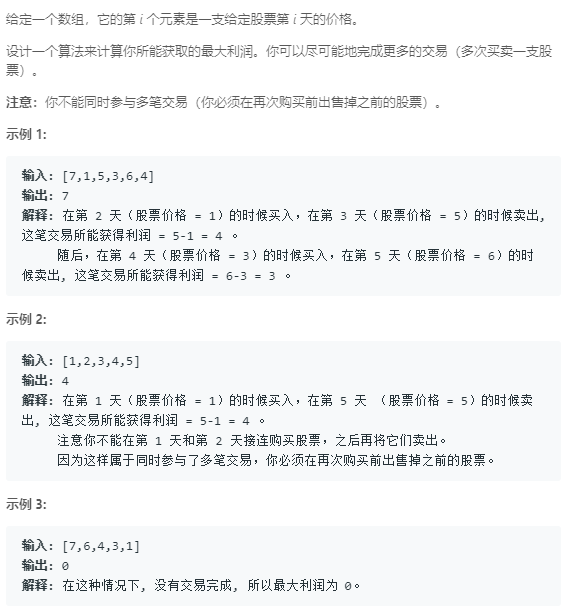 给定一个数组，它的第 i 个元素是一支给定股票第 i 天的价格。
设计一个算法来计算你所能获取的最大利润。你可以尽可能地完成更多的交易（多次买卖一支股
票）。
注意：你不能同时参与多笔交易（你必须在再次购买前出售掉之前的股票）。
示例 1:
输入: [7,1,5,3,6,4]
输出: 7
解释: 在第 2 天（股票价格 = 1）的时候买入，在第 3 天（股票价格 = 5）的时候卖出,
这笔交易所能获得利润 = 5-1 = 4 。
随后，在第 4 天（股票价格 = 3）的时候买入，在第 5 天（股票价格 = 6）的时
候卖出, 这笔交易所能获得利润 = 6-3 = 3 。
示例 2:
输入: [1,2,3,4,5]
输出: 4
解释: 在第 1 天（股票价格 = 1）的时候买入，在第 5 天 （股票价格 = 5）的时候卖
出, 这笔交易所能获得利润 = 5-1 = 4 。
注意你不能在第 1 天和第 2 天接连购买股票，之后再将它们卖出。
因为这样属于同时参与了多笔交易，你必须在再次购买前出售掉之前的股票。
示例 3:
输入: [7,6,4,3,1]
输出: 0
解释: 在这种情况下, 没有交易完成, 所以最大利润为 0。